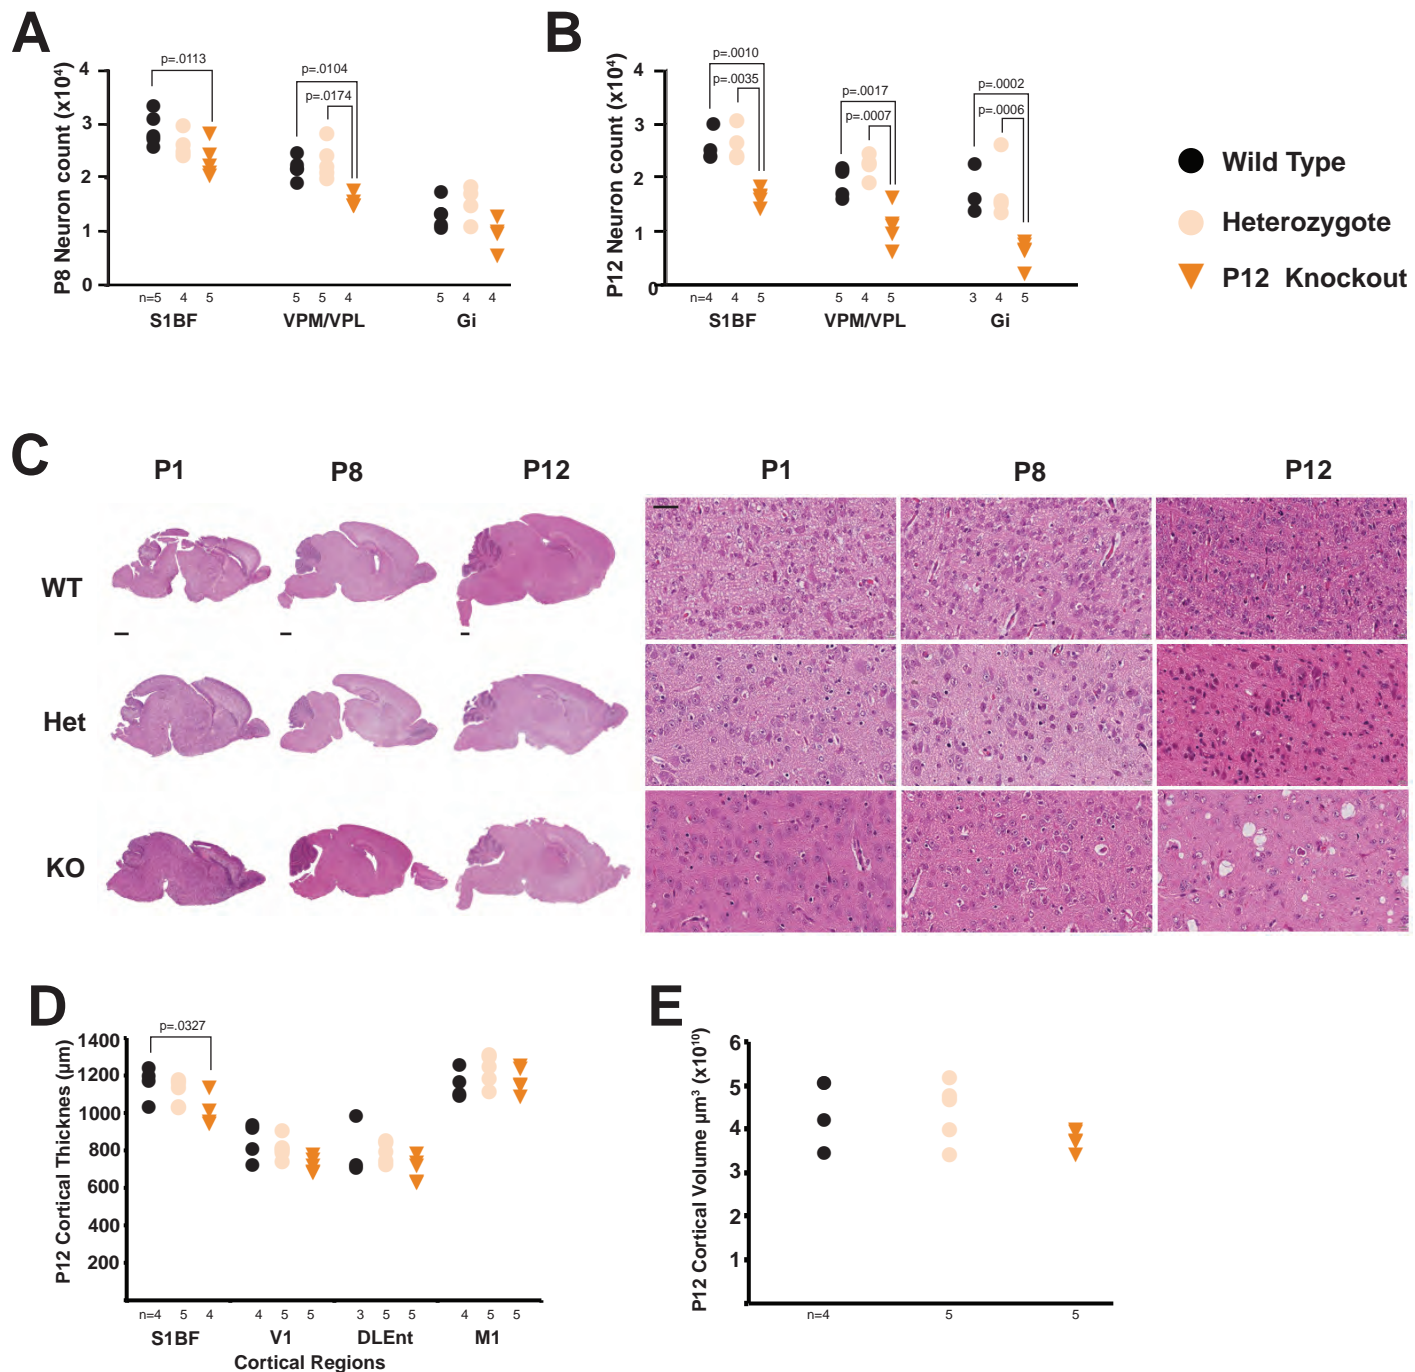 A
P8 Neuron count (x10⁴)
4
3
2
1
0
p=.0113
p=.0104
p=.0174
n=5 4 5 5 5 4 5 4 4
S1BF VPM/VPL Gi
B
P12 Neuron count (x10⁴)
4
3
2
1
0
p=.0010
p=.0035
p=.0017
p=.0007
p=.0002
p=.0006
n=4 4 5 5 4 5 3 4 5
S1BF VPM/VPL Gi
Wild Type
Heterozygote
P12 Knockout
C
P1 P8 P12 P1 P8 P12
WT
Het
KO
D
P12 Cortical Thicknes (µm)
1400
1200
1000
800
600
400
200
p=.0327
n=4 5 4 4 5 5 3 5 5 4 5 5
S1BF V1 DLEnt M1
Cortical Regions
E
P12 Cortical Volume µm³ (x10¹⁰)
6
5
4
3
2
1
n=4 5 5